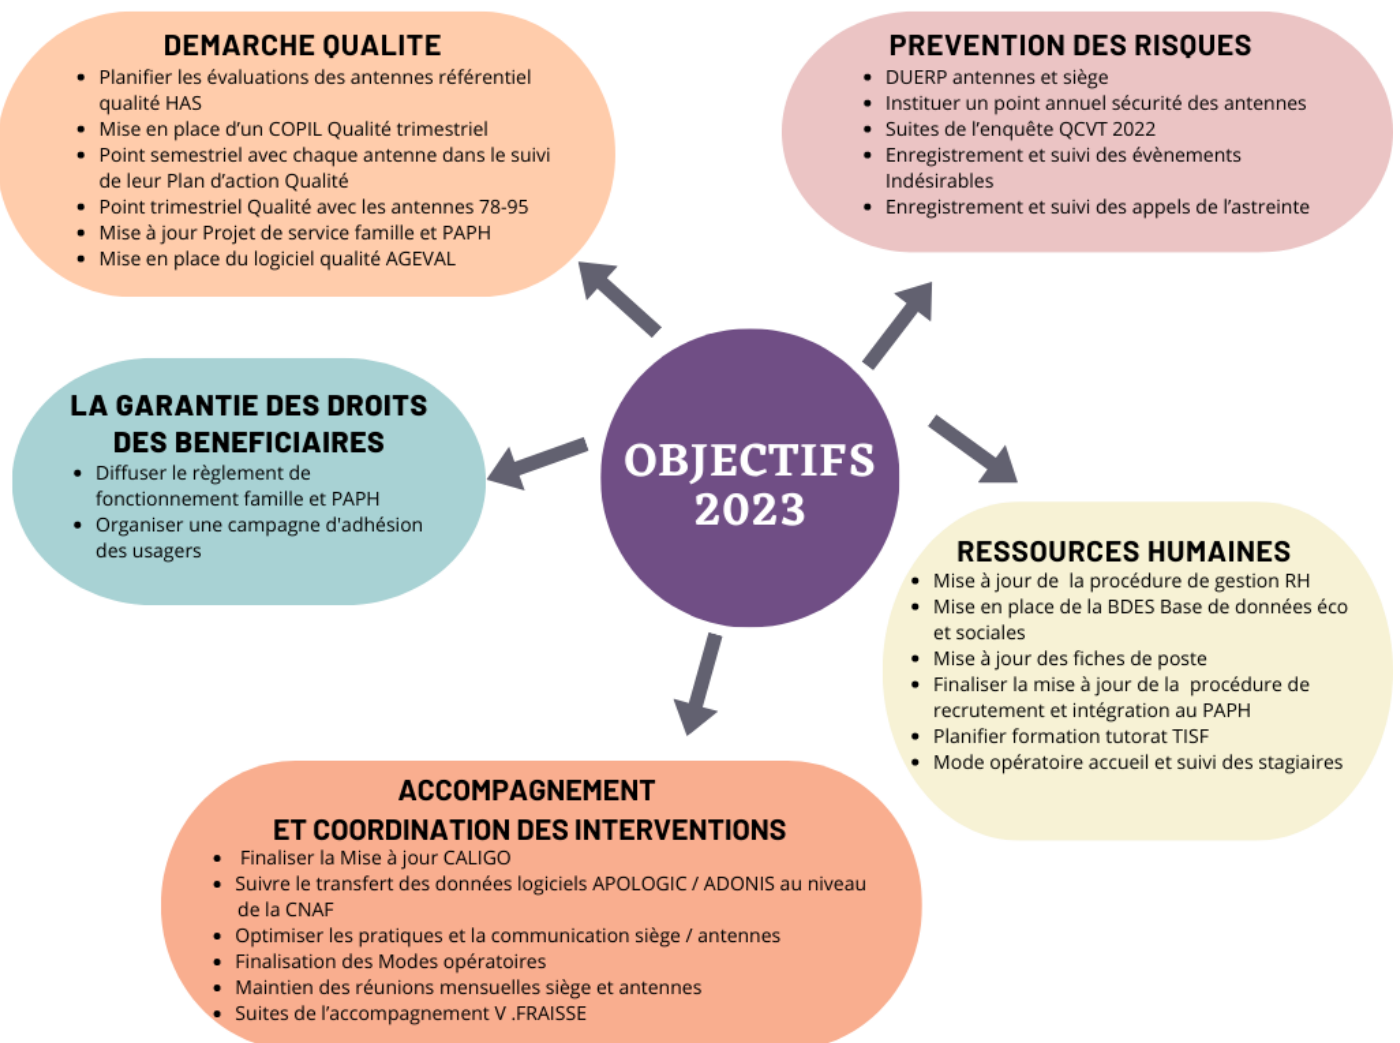 DEMARCHE QUALITE
• Planifier les évaluations des antennes référentiel
qualité HAS
• Mise en place d’un COPIL Qualité trimestriel
• Point semestriel avec chaque antenne dans le suivi
de leur Plan d’action Qualité
• Point trimestriel Qualité avec les antennes 78-95
• Mise à jour Projet de service famille et PAPH
• Mise en place du logiciel qualité AGEVAL
PREVENTION DES RISQUES
• DUERP antennes et siège
• Instituer un point annuel sécurité des antennes
• Suites de l’enquête QCVT 2022
• Enregistrement et suivi des évènements
Indésirables
• Enregistrement et suivi des appels de l’astreinte
LA GARANTIE DES DROITS
DES BENEFICIAIRES
• Diffuser le règlement de
fonctionnement famille et PAPH
• Organiser une campagne d'adhésion
des usagers
OBJECTIFS
2023
RESSOURCES HUMAINES
• Mise à jour de la procédure de gestion RH
• Mise en place de la BDES Base de données éco
et sociales
• Mise à jour des fiches de poste
• Finaliser la mise à jour de la procédure de
recrutement et intégration au PAPH
• Planifier formation tutorat TISF
• Mode opératoire accueil et suivi des stagiaires
ACCOMPAGNEMENT
ET COORDINATION DES INTERVENTIONS
• Finaliser la Mise à jour CALIGO
• Suivre le transfert des données logiciels APOLOGIC / ADONIS au niveau
de la CNAF
• Optimiser les pratiques et la communication siège / antennes
• Finalisation des Modes opératoires
• Maintien des réunions mensuelles siège et antennes
• Suites de l’accompagnement V .FRAISSE